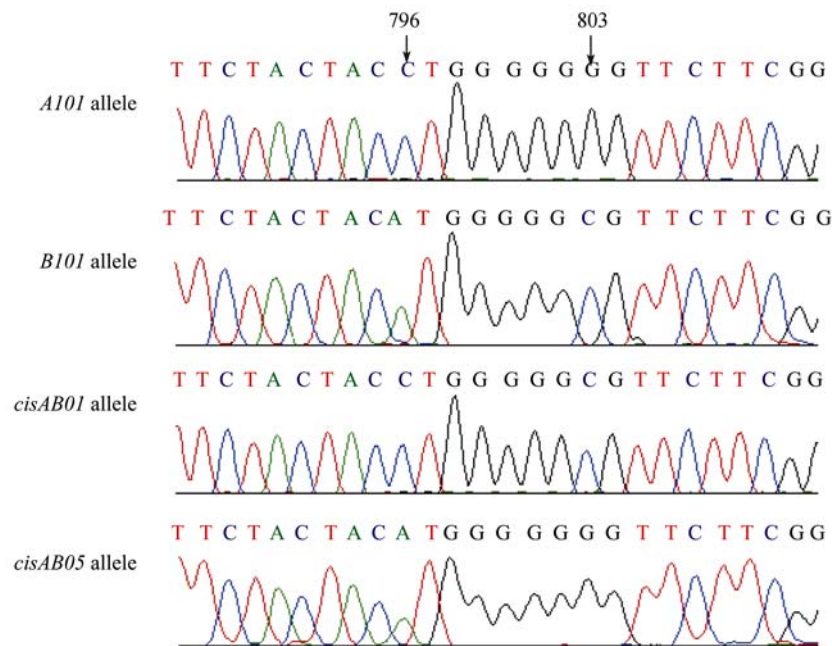 796 803
T T C T A C T A C C T G G G G G G G T T C T T C G G
A101 allele
T T C T A C T A C A T G G G G G C G T T C T T C G G
B101 allele
T T C T A C T A C C T G G G G G C G T T C T T C G G
cisAB01 allele
T T C T A C T A C A T G G G G G G G T T C T T C G G
cisAB05 allele